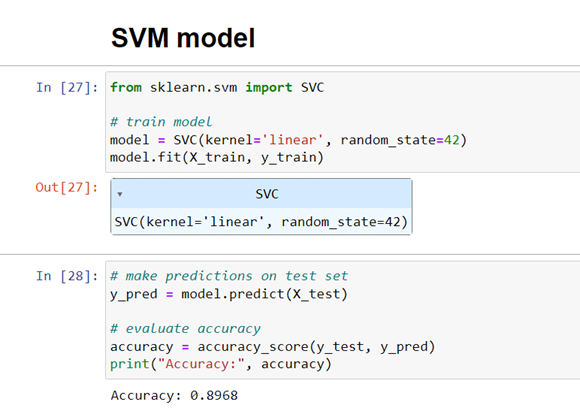 SVM model
In [27]: from sklearn.svm import SVC
# train model
model = SVC(kernel='linear', random_state=42)
model.fit(X_train, y_train)
Out[27]: ▾ SVC
SVC(kernel='linear', random_state=42)
In [28]: # make predictions on test set
y_pred = model.predict(X_test)
# evaluate accuracy
accuracy = accuracy_score(y_test, y_pred)
print("Accuracy:", accuracy)
Accuracy: 0.8968